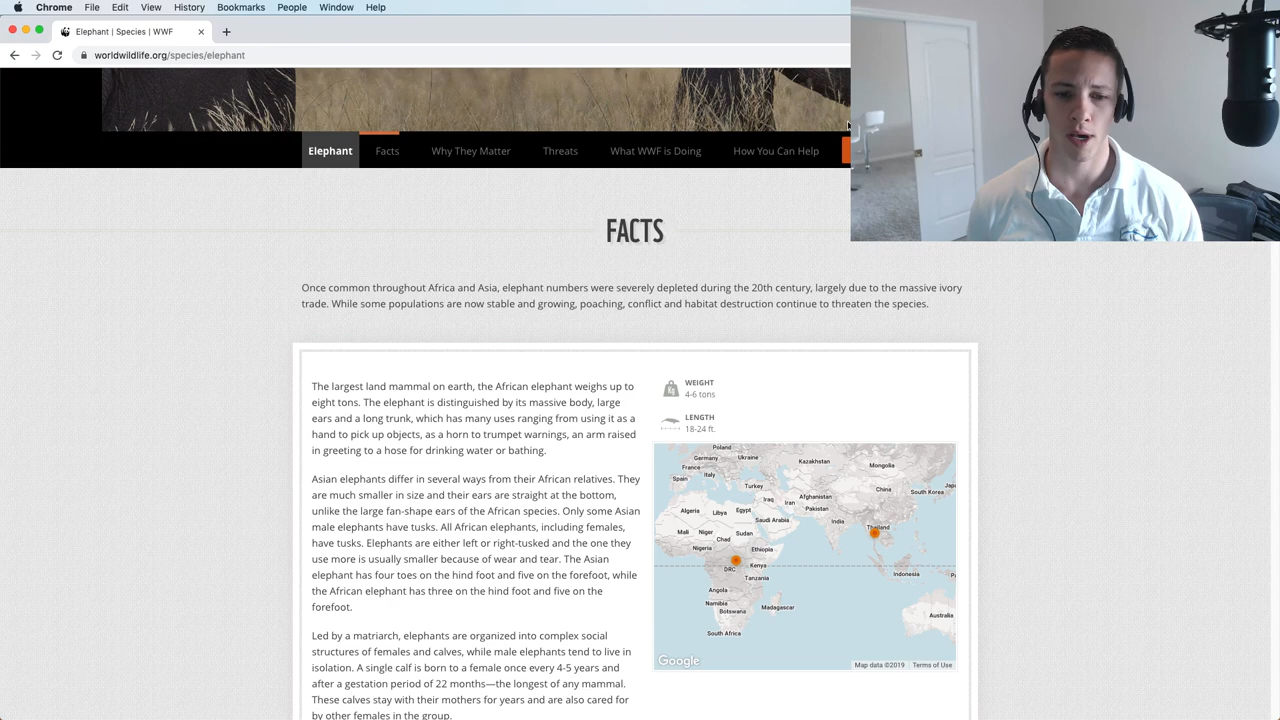 Chrome File Edit View History Bookmarks People Window Help
Elephant | Species | WWF
worldwildlife.org/species/elephant
Elephant Facts Why They Matter Threats What WWF is Doing How You Can Help
FACTS
Once common throughout Africa and Asia, elephant numbers were severely depleted during the 20th century, largely due to the massive ivory
trade. While some populations are now stable and growing, poaching, conflict and habitat destruction continue to threaten the species.
The largest land mammal on earth, the African elephant weighs up to
eight tons. The elephant is distinguished by its massive body, large
ears and a long trunk, which has many uses ranging from using it as a
hand to pick up objects, as a horn to trumpet warnings, an arm raised
in greeting to a hose for drinking water or bathing.
Asian elephants differ in several ways from their African relatives. They
are much smaller in size and their ears are straight at the bottom,
unlike the large fan-shape ears of the African species. Only some Asian
male elephants have tusks. All African elephants, including females,
have tusks. Elephants are either left or right-tusked and the one they
use more is usually smaller because of wear and tear. The Asian
elephant has four toes on the hind foot and five on the forefoot, while
the African elephant has three on the hind foot and five on the
forefoot.
Led by a matriarch, elephants are organized into complex social
structures of females and calves, while male elephants tend to live in
isolation. A single calf is born to a female once every 4-5 years and
after a gestation period of 22 months—the longest of any mammal.
These calves stay with their mothers for years and are also cared for
by other females in the group.
WEIGHT
4-6 tons
LENGTH
18-24 ft.
Poland
Germany Ukraine
Kazakhstan
France
Mongolia
Italy
Spain
Turkey
China
South Korea
Japa
Iraq Iran
Afghanistan
Pakistan
Algeria
Libya
Egypt
Saudi Arabia
India
Thailand
Mali
Niger
Chad
Sudan
Nigeria
Ethiopia
DRC
Kenya
Tanzania
Indonesia
Pa
Angola
Namibia
Botswana
Madagascar
Australia
South Africa
Google
Map data ©2019
Terms of Use